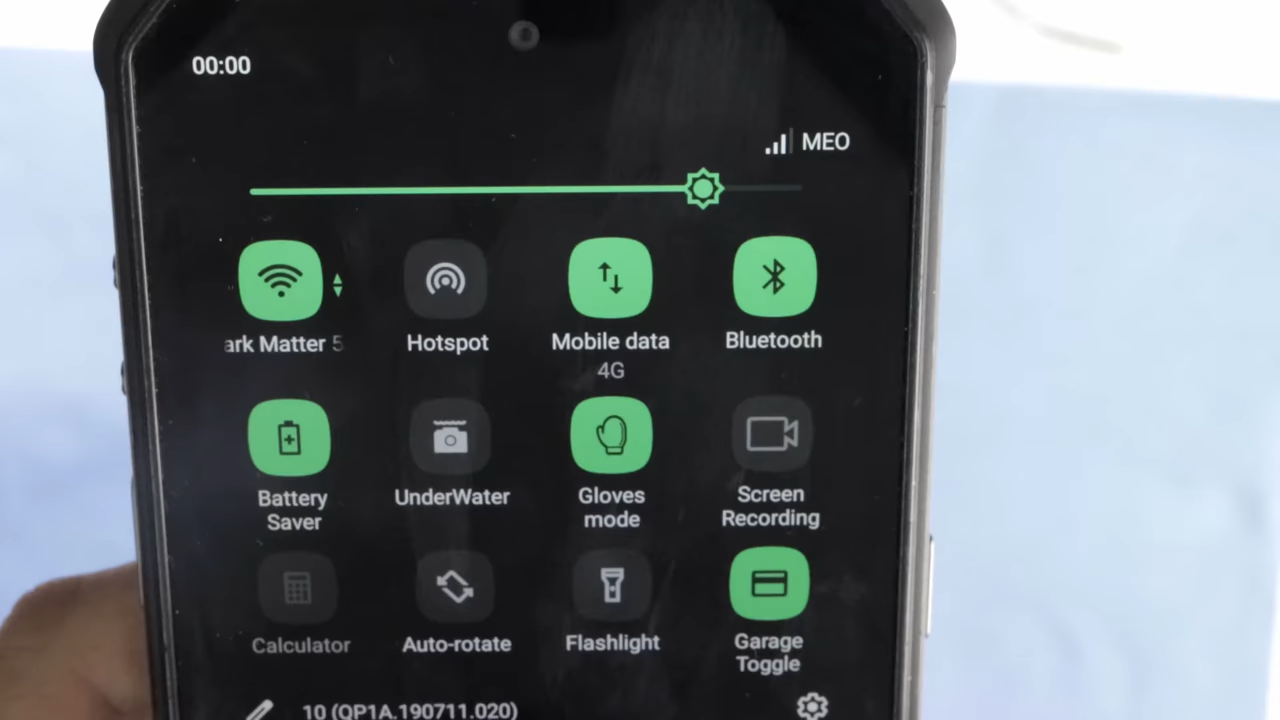 00:00
MEO
ark Matter 5
Hotspot
Mobile data
4G
Bluetooth
Battery
Saver
UnderWater
Gloves
mode
Screen
Recording
Calculator
Auto-rotate
Flashlight
Garage
Toggle
10 (QP1A.190711.020)